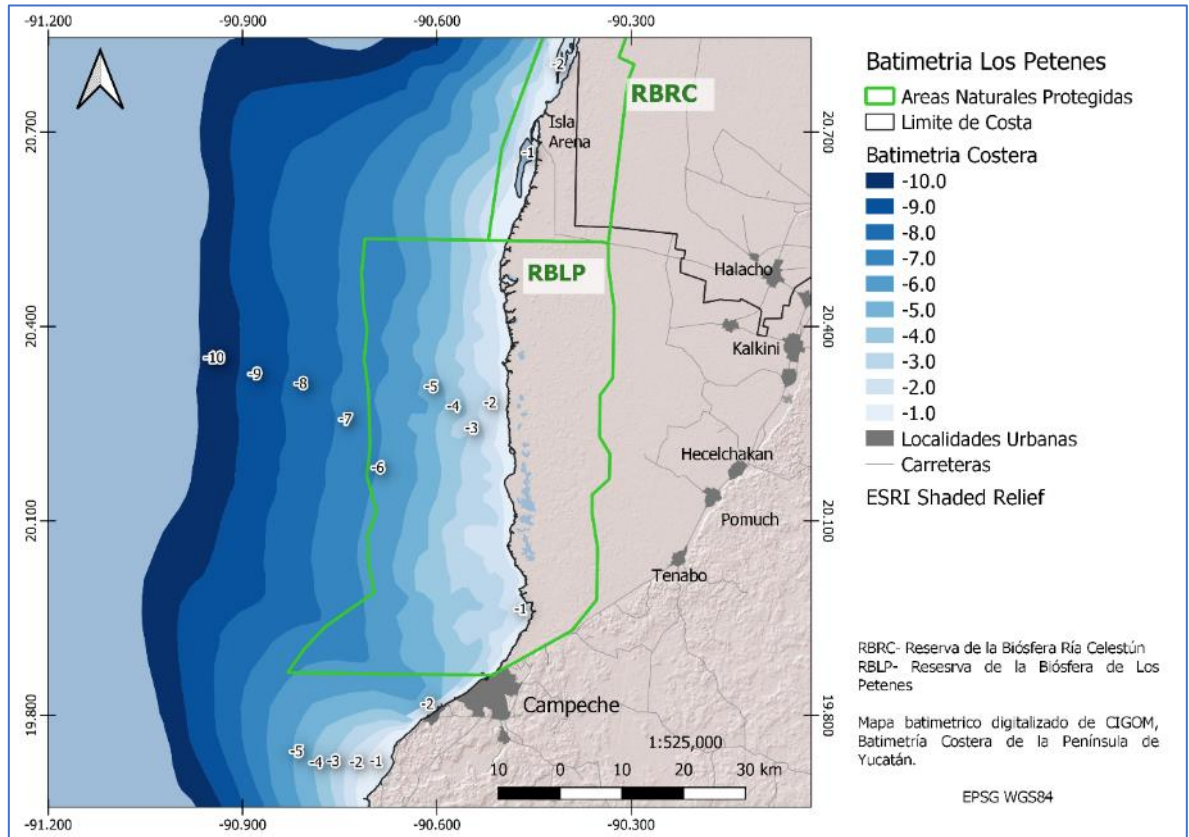 -91.200
-90.900
-90.600
-90.300
20.700
20.400
20.100
19.800
20.700
20.400
20.100
19.800
-91.200
-90.900
-90.600
-90.300
-2
RBRC
Isla
Arena
-1
RBLP
Halacho
Kalkini
-10
-9
-8
-7
-6
-5
-4
-3
-2
Hecelchakan
Pomuch
Tenabo
-1
-2
Campeche
-5
-4
-3
-2
-1
1:525,000
10 0 10 20 30 km
Batimetria Los Petenes
Areas Naturales Protegidas
Limite de Costa
Batimetria Costera
-10.0
-9.0
-8.0
-7.0
-6.0
-5.0
-4.0
-3.0
-2.0
-1.0
Localidades Urbanas
Carreteras
ESRI Shaded Relief
RBRC- Reserva de la Biósfera Ría Celestún
RBLP- Resesrva de la Biósfera de Los
Petenes
Mapa batimetrico digitalizado de CIGOM,
Batimetría Costera de la Península de
Yucatán.
EPSG WGS84